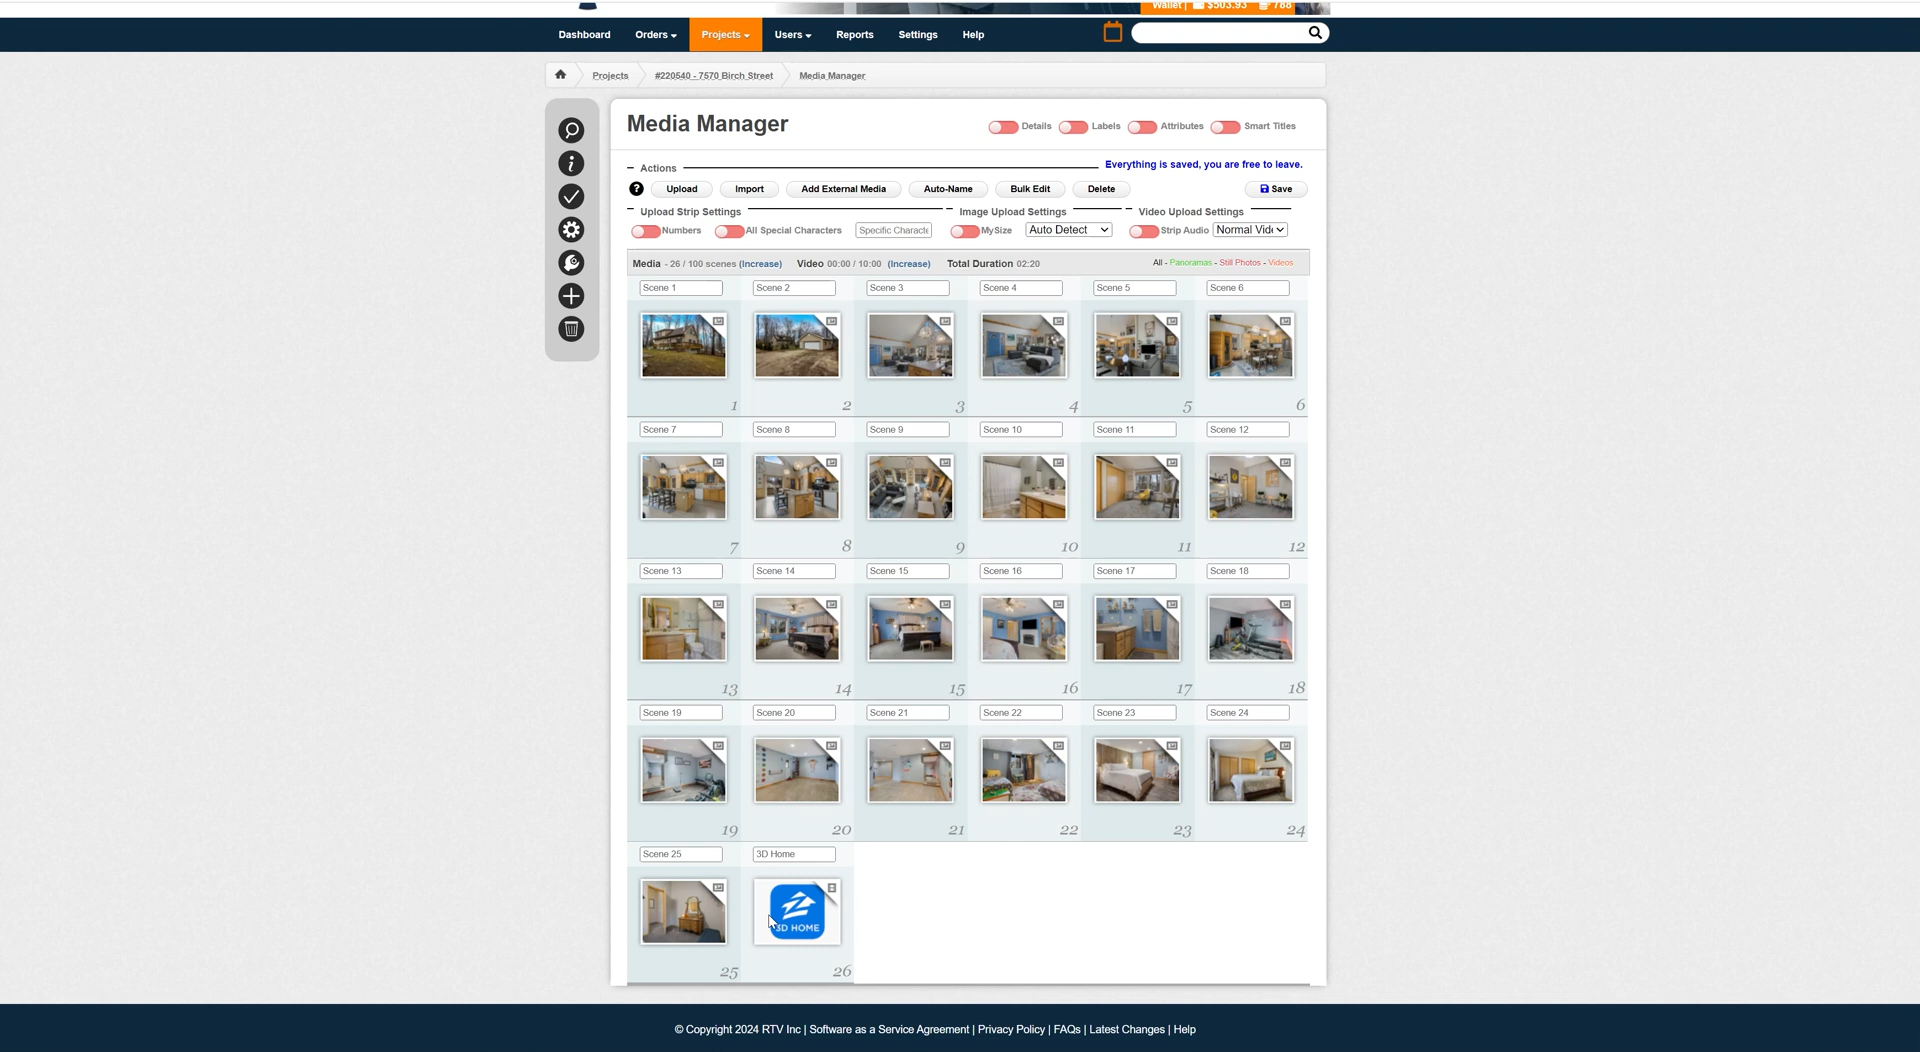 Wallet | $503.93 788
Dashboard Orders Projects Users Reports Settings Help
Projects #220540 - 7570 Birch Street Media Manager
Media Manager
Details Labels Attributes Smart Titles
Actions
Everything is saved, you are free to leave.
? Upload Import Add External Media Auto-Name Bulk Edit Delete Save
Upload Strip Settings Image Upload Settings Video Upload Settings
Numbers All Special Characters Specific Characte MySize Auto Detect Strip Audio Normal Vid
Media - 26 / 100 scenes (Increase) Video 00:00 / 10:00 (Increase) Total Duration 02:20 All - Panoramas - Still Photos - Videos
Scene 1 Scene 2 Scene 3 Scene 4 Scene 5 Scene 6
1 2 3 4 5 6
Scene 7 Scene 8 Scene 9 Scene 10 Scene 11 Scene 12
7 8 9 10 11 12
Scene 13 Scene 14 Scene 15 Scene 16 Scene 17 Scene 18
13 14 15 16 17 18
Scene 19 Scene 20 Scene 21 Scene 22 Scene 23 Scene 24
19 20 21 22 23 24
Scene 25 3D Home
3D HOME
25 26
© Copyright 2024 RTV Inc | Software as a Service Agreement | Privacy Policy | FAQs | Latest Changes | Help